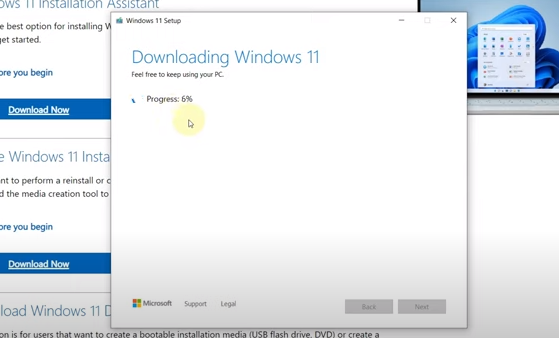 ows 11 Installation Assistant
e best option for installing W
get started.
ore you begin
Download Now
e Windows 11 Insta
nt to perform a reinstall or c
d the media creation tool to
ore you begin
Download Now
load Windows 11 D
on is for users that want to create a bootable installation media (USB flash drive, DVD) or create a
Windows 11 Setup
Downloading Windows 11
Feel free to keep using your PC.
Progress: 6%
Microsoft
Support
Legal
Back
Next